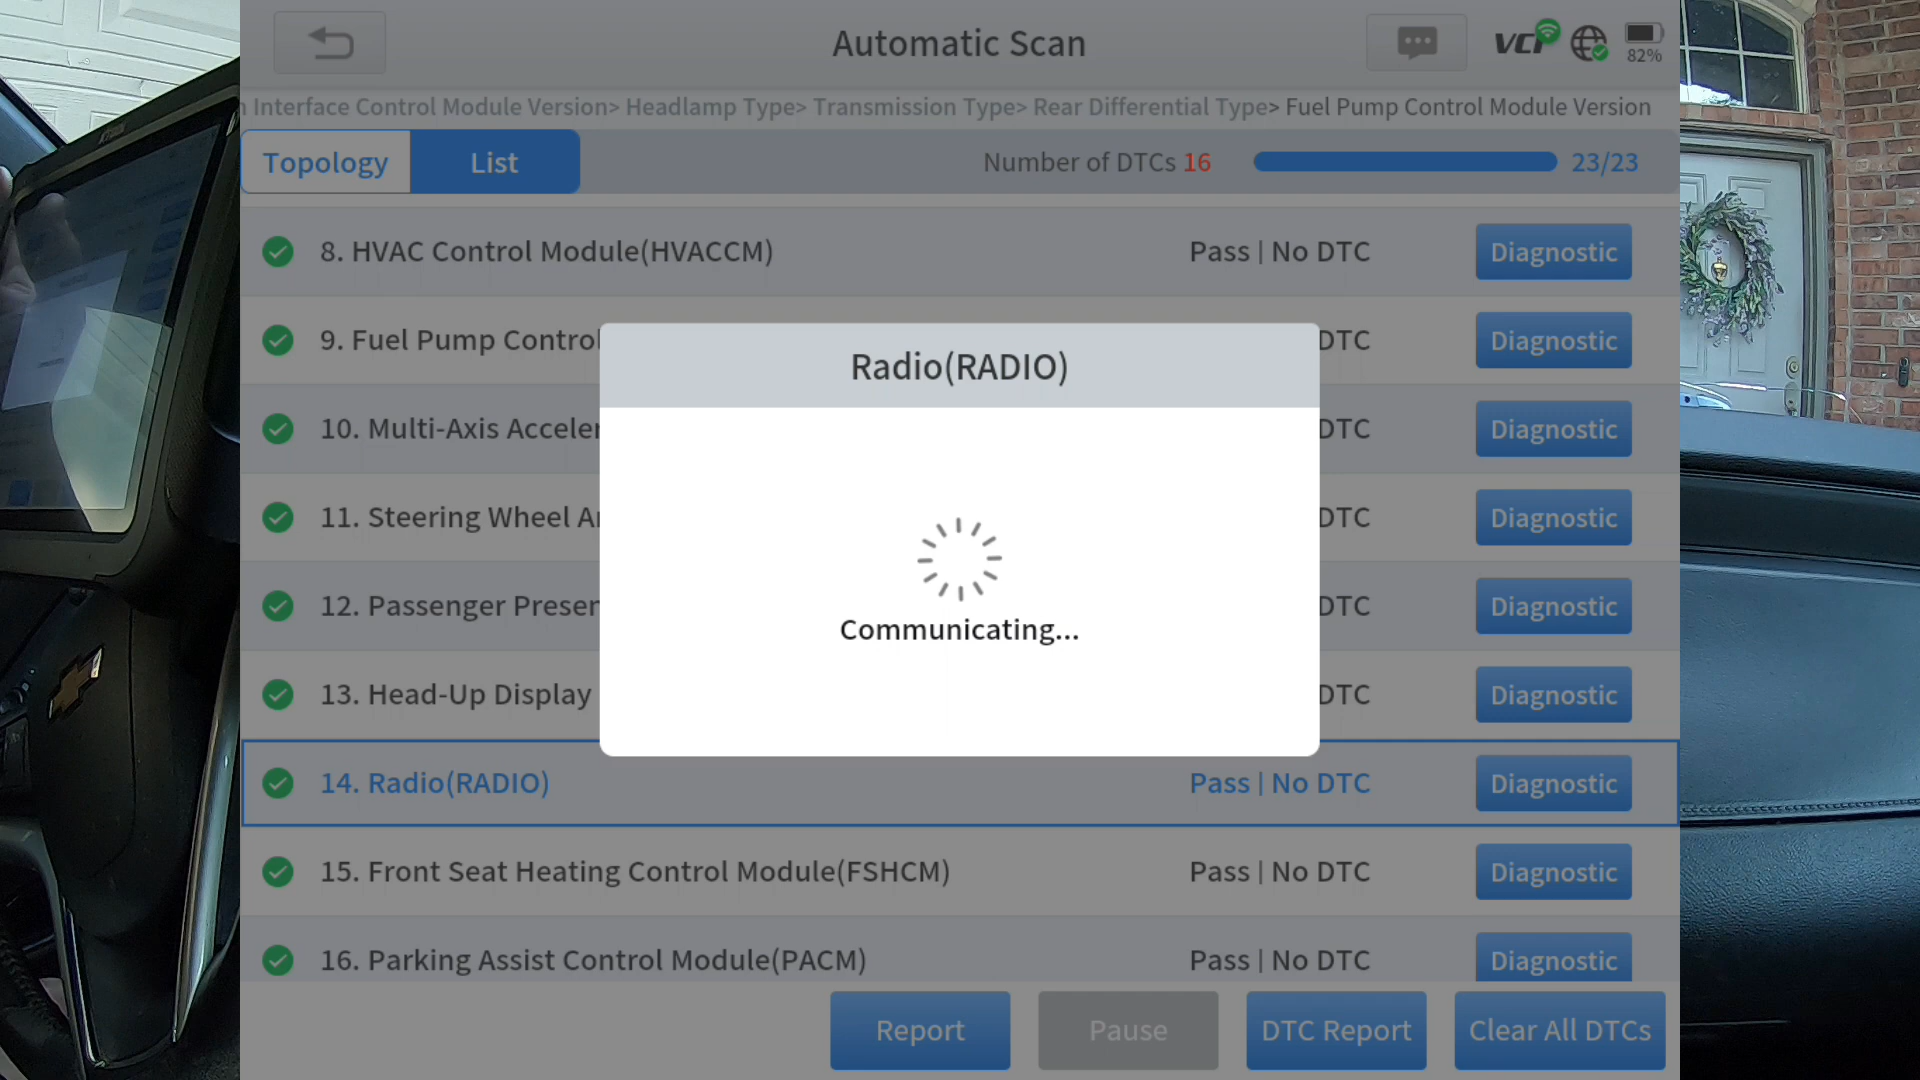 Automatic Scan
VCI
82%
Interface Control Module Version> Headlamp Type> Transmission Type> Rear Differential Type> Fuel Pump Control Module Version
Topology
List
Number of DTCs 16
23/23
8. HVAC Control Module(HVACCM)
Pass | No DTC
Diagnostic
9. Fuel Pump Control
DTC
Diagnostic
10. Multi-Axis
DTC
Diagnostic
11. Steering Wheel
DTC
Diagnostic
12. Passenger
DTC
Diagnostic
13. Head-Up Display
DTC
Diagnostic
Radio(RADIO)
Communicating...
14. Radio(RADIO)
Pass | No DTC
Diagnostic
15. Front Seat Heating Control Module(FSHCM)
Pass | No DTC
Diagnostic
16. Parking Assist Control Module(PACM)
Pass | No DTC
Diagnostic
Report
Pause
DTC Report
Clear All DTCs